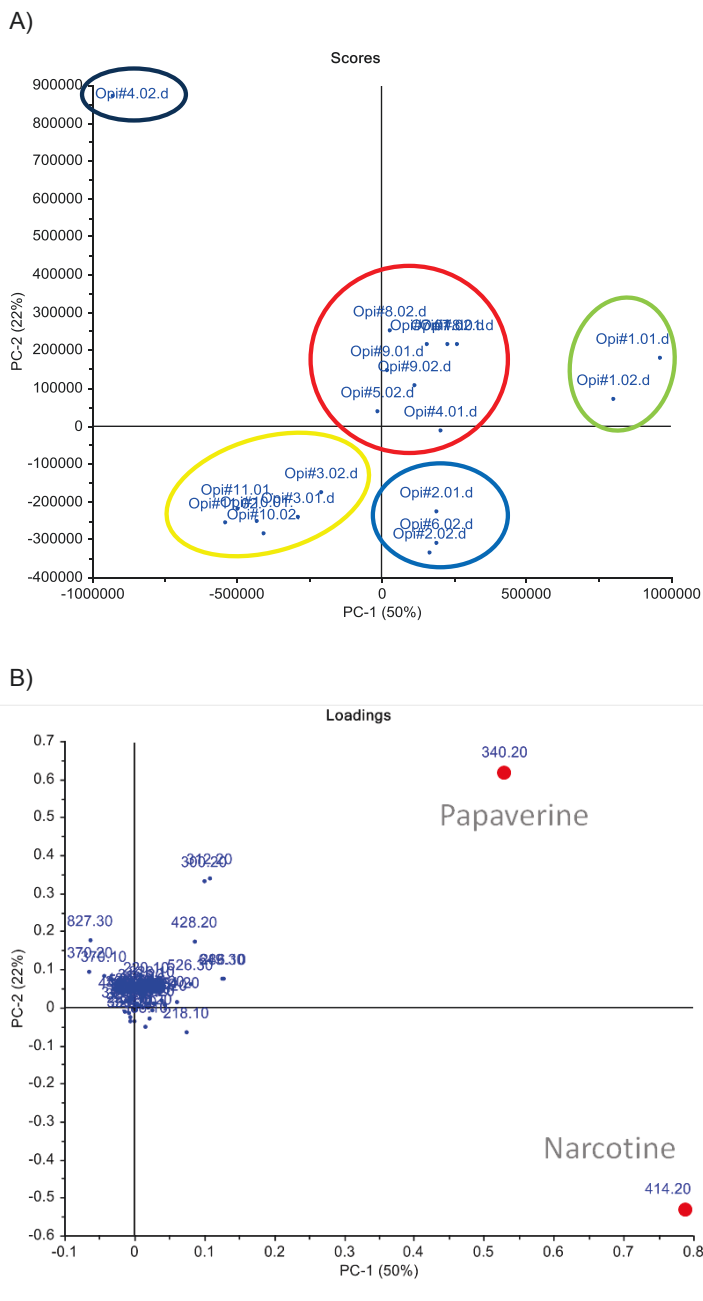 A)
Scores
900000
800000
700000
600000
500000
400000
300000
200000
100000
0
-100000
-200000
-300000
-400000
PC-2 (22%)
Opi#4.02.d
Opi#8.02.d
Opi#9.01.d
Opi#9.02.d
Opi#5.02.d
Opi#4.01.d
Opi#1.01.d
Opi#1.02.d
Opi#3.02.d
Opi#11.01
Opi#3.01.d
Opi#10.02
Opi#2.01.d
Opi#6.02.d
Opi#2.02.d
-1000000 -500000 0 500000 1000000
PC-1 (50%)
B)
Loadings
0.7
0.6
0.5
0.4
0.3
0.2
0.1
0
-0.1
-0.2
-0.3
-0.4
-0.5
-0.6
PC-2 (22%)
340.20
Papaverine
312.20
300.20
827.30
428.20
370.20
370.10
220.10
526.30
218.10
Narcotine
414.20
-0.1 0 0.1 0.2 0.3 0.4 0.5 0.6 0.7 0.8
PC-1 (50%)